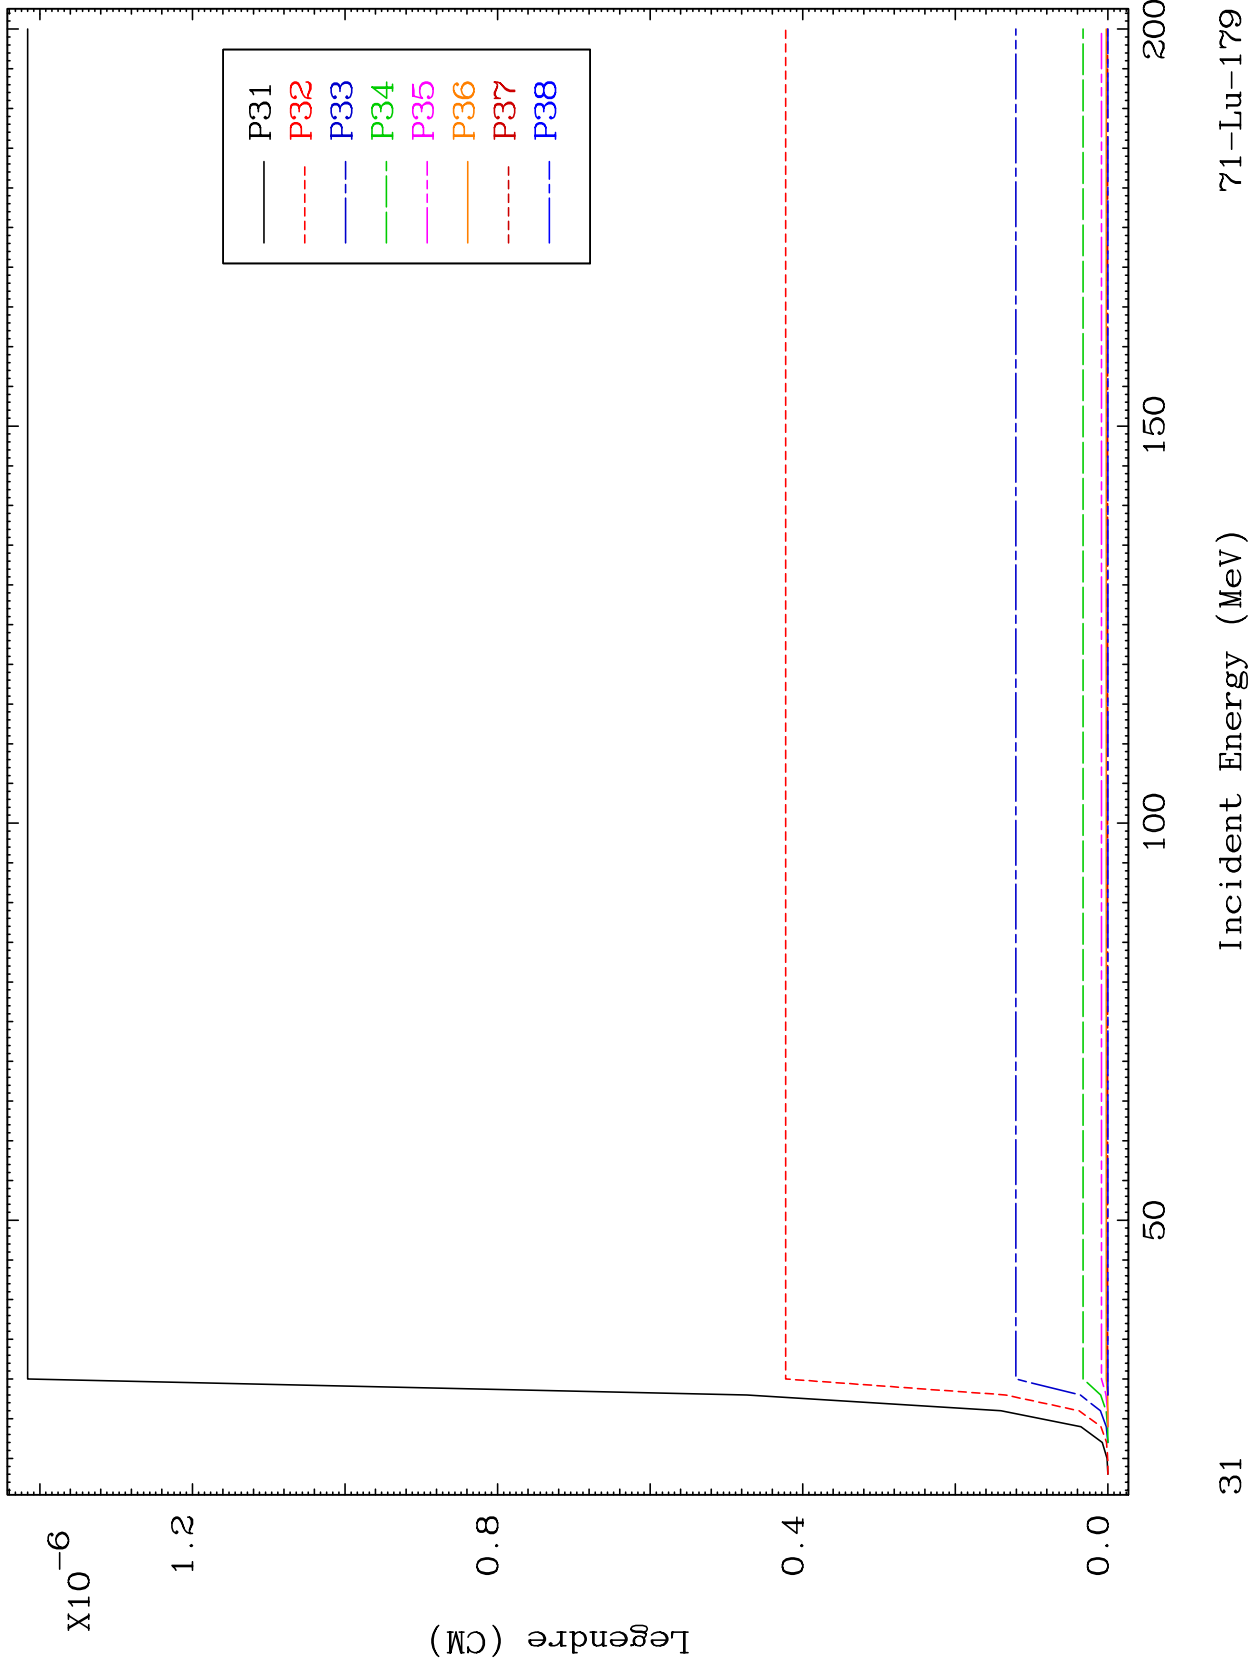 X10-6
1.2
0.8
0.4
0.0
Legendre (CM)
P31
P32
P33
P34
P35
P36
P37
P38
50
100
150
200
31
Incident Energy (MeV)
71-Lu-179